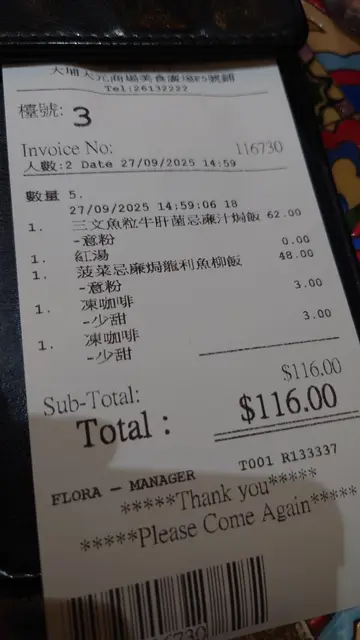 大埔大元商場美食廣場F5號鋪
Tel:26132222
檯號: 3
Invoice No: 116730
人數:2 Date 27/09/2025 14:59
數量 5.
27/09/2025 14:59:06 18
1. 三文魚粒牛肝菌忌廉汁焗飯 62.00
-意粉
1. 紅湯 0.00
1. 菠菜忌廉焗龍利魚柳飯 48.00
-意粉
1. 凍咖啡 3.00
-少甜
1. 凍咖啡 3.00
-少甜
Sub-Total: $116.00
Total : $116.00
T001 R133337
FLORA – MANAGER
*****Thank you*****
*****Please Come Again*****